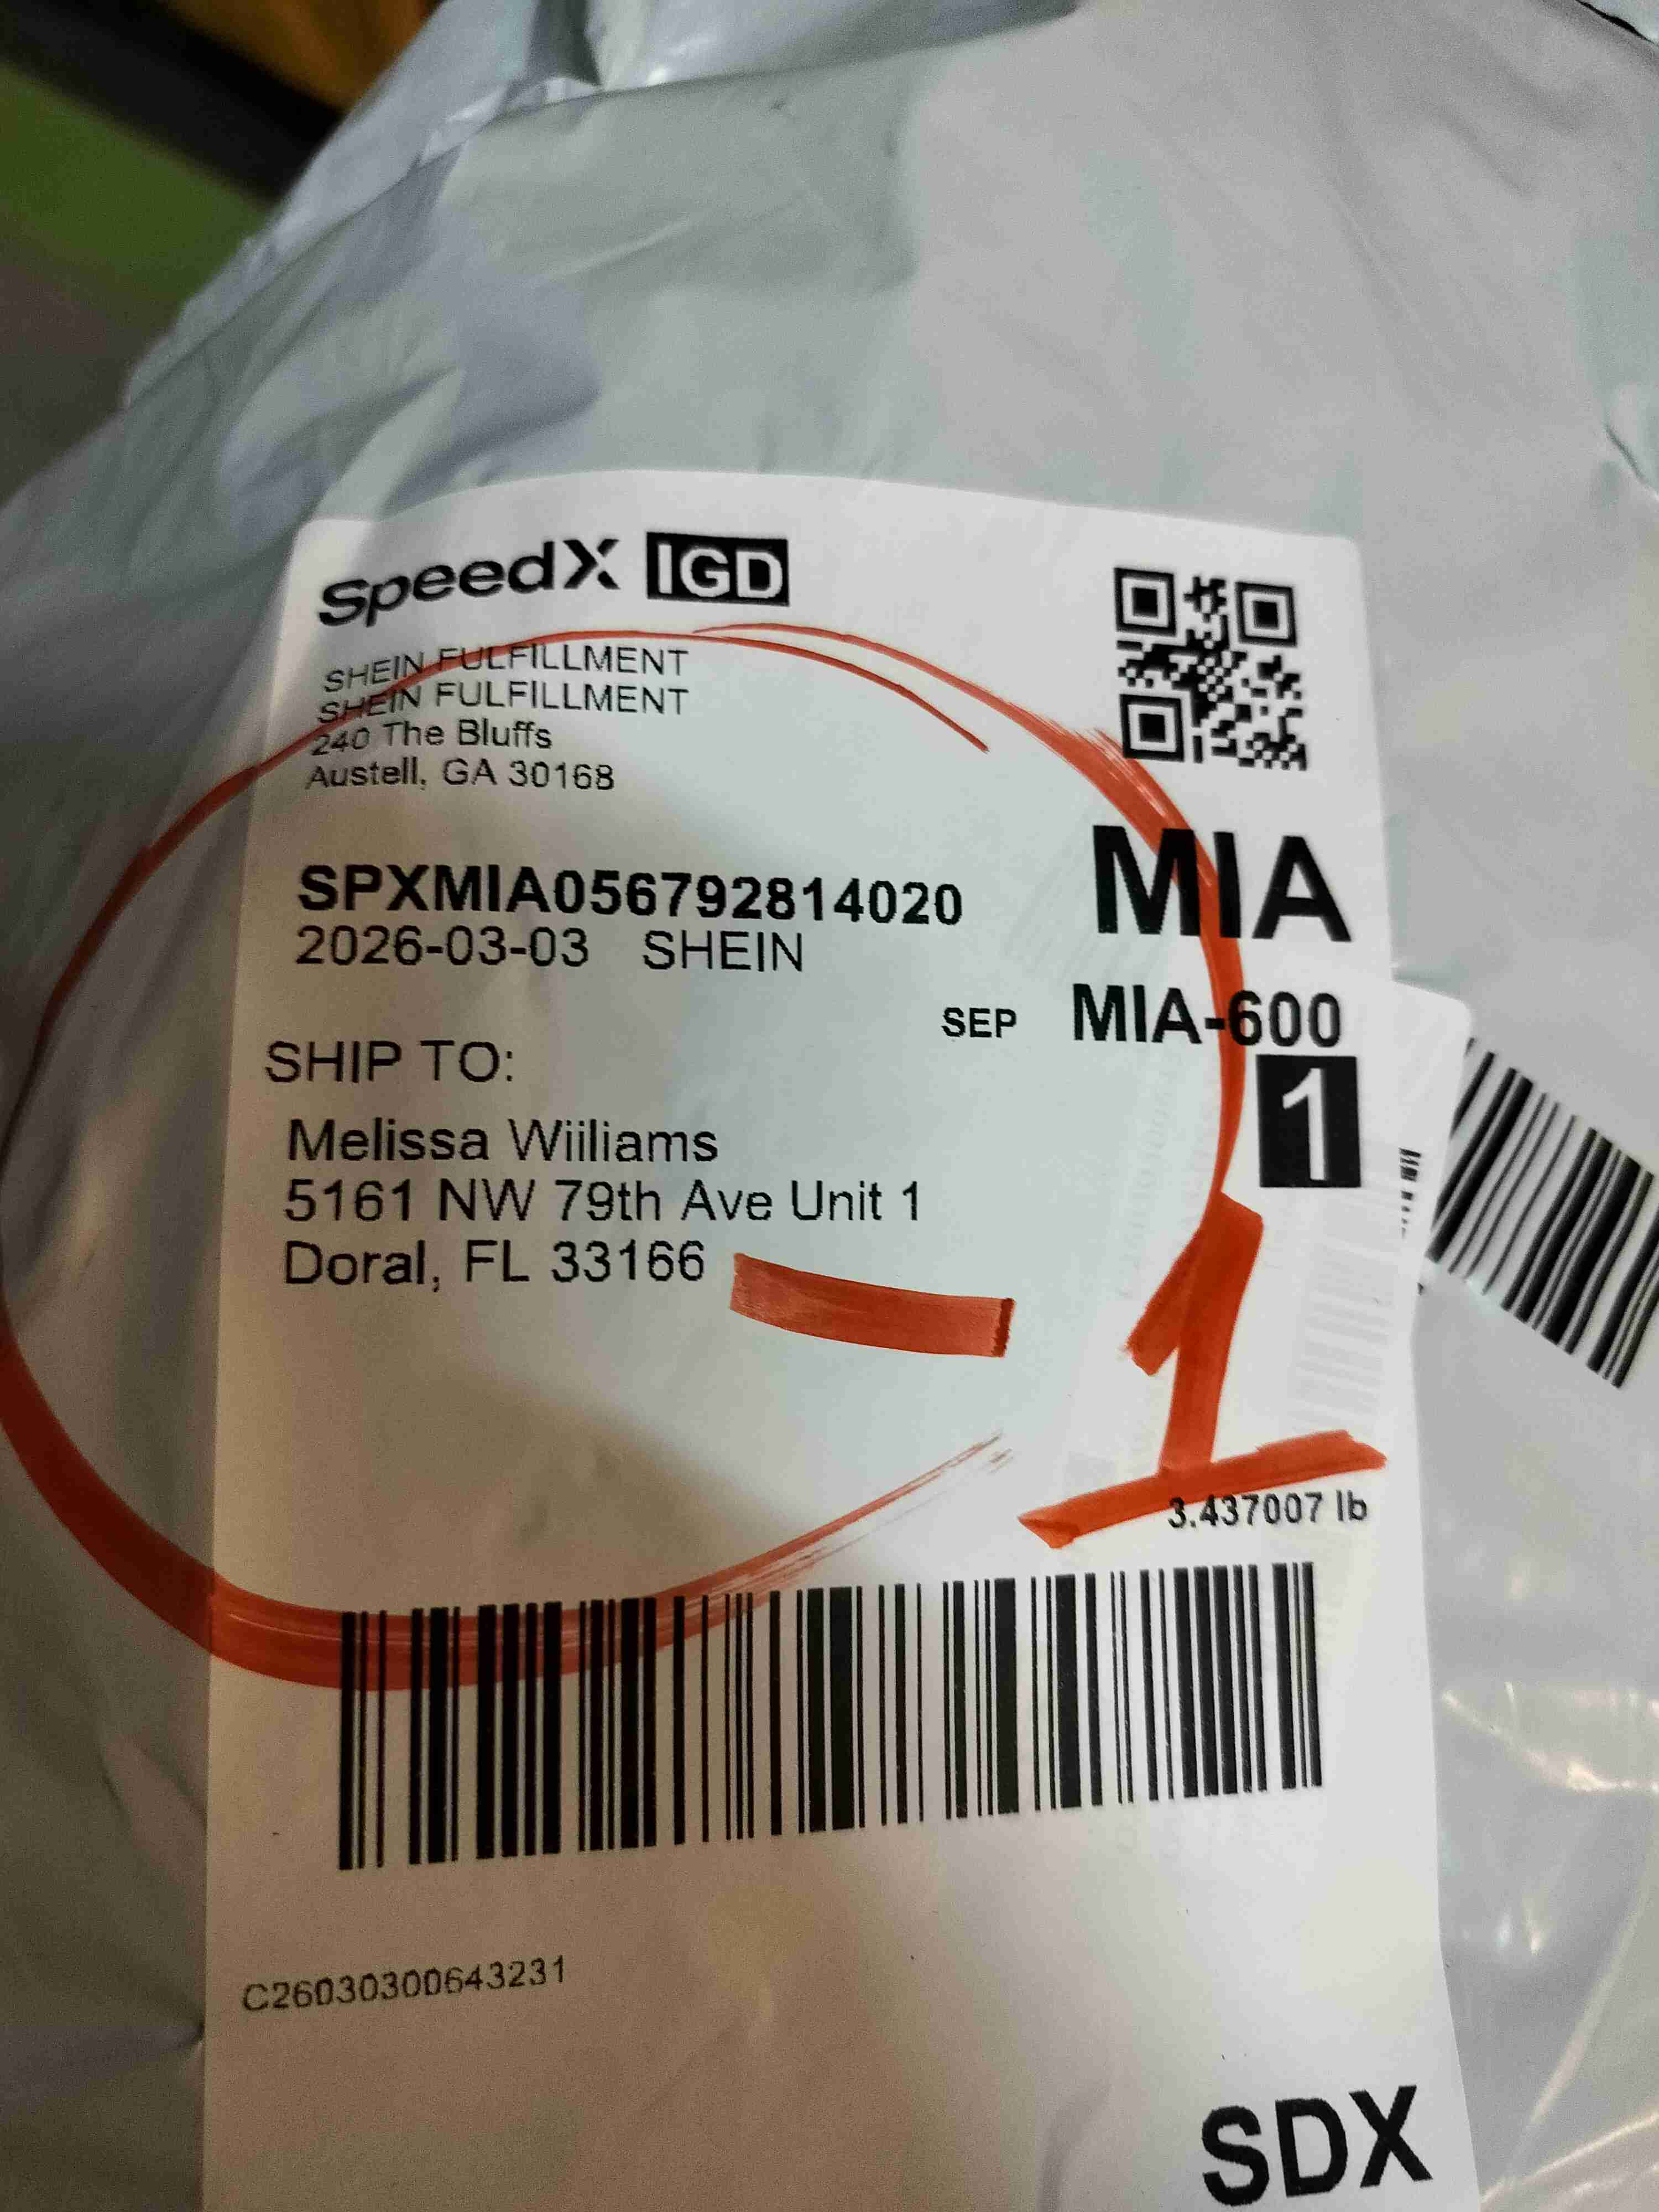 SpeedX IGD
SHEIN FULFILLMENT
SHEIN FULFILLMENT
240 The Bluffs
Austell, GA 30168
MIA
SPXMIA056792814020
2026-03-03 SHEIN
SEP MIA-600
1
SHIP TO:
Melissa Wiiliams
5161 NW 79th Ave Unit 1
Doral, FL 33166
- 1
3.437007 lb
C26030300643231
SDX